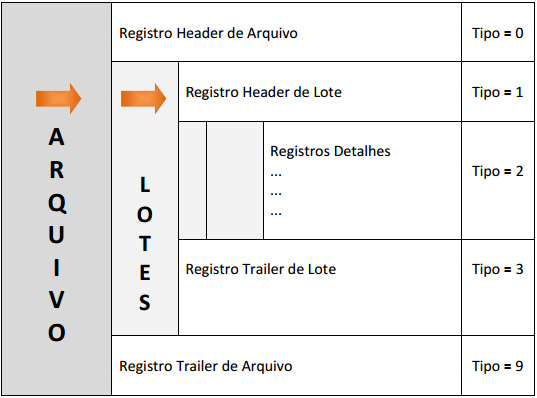 ARQUIVO
Registro Header de Arquivo
Tipo = 0
LOTES
Registro Header de Lote
Tipo = 1
Registros Detalhes
...
...
...
Tipo = 2
Registro Trailer de Lote
Tipo = 3
Registro Trailer de Arquivo
Tipo = 9